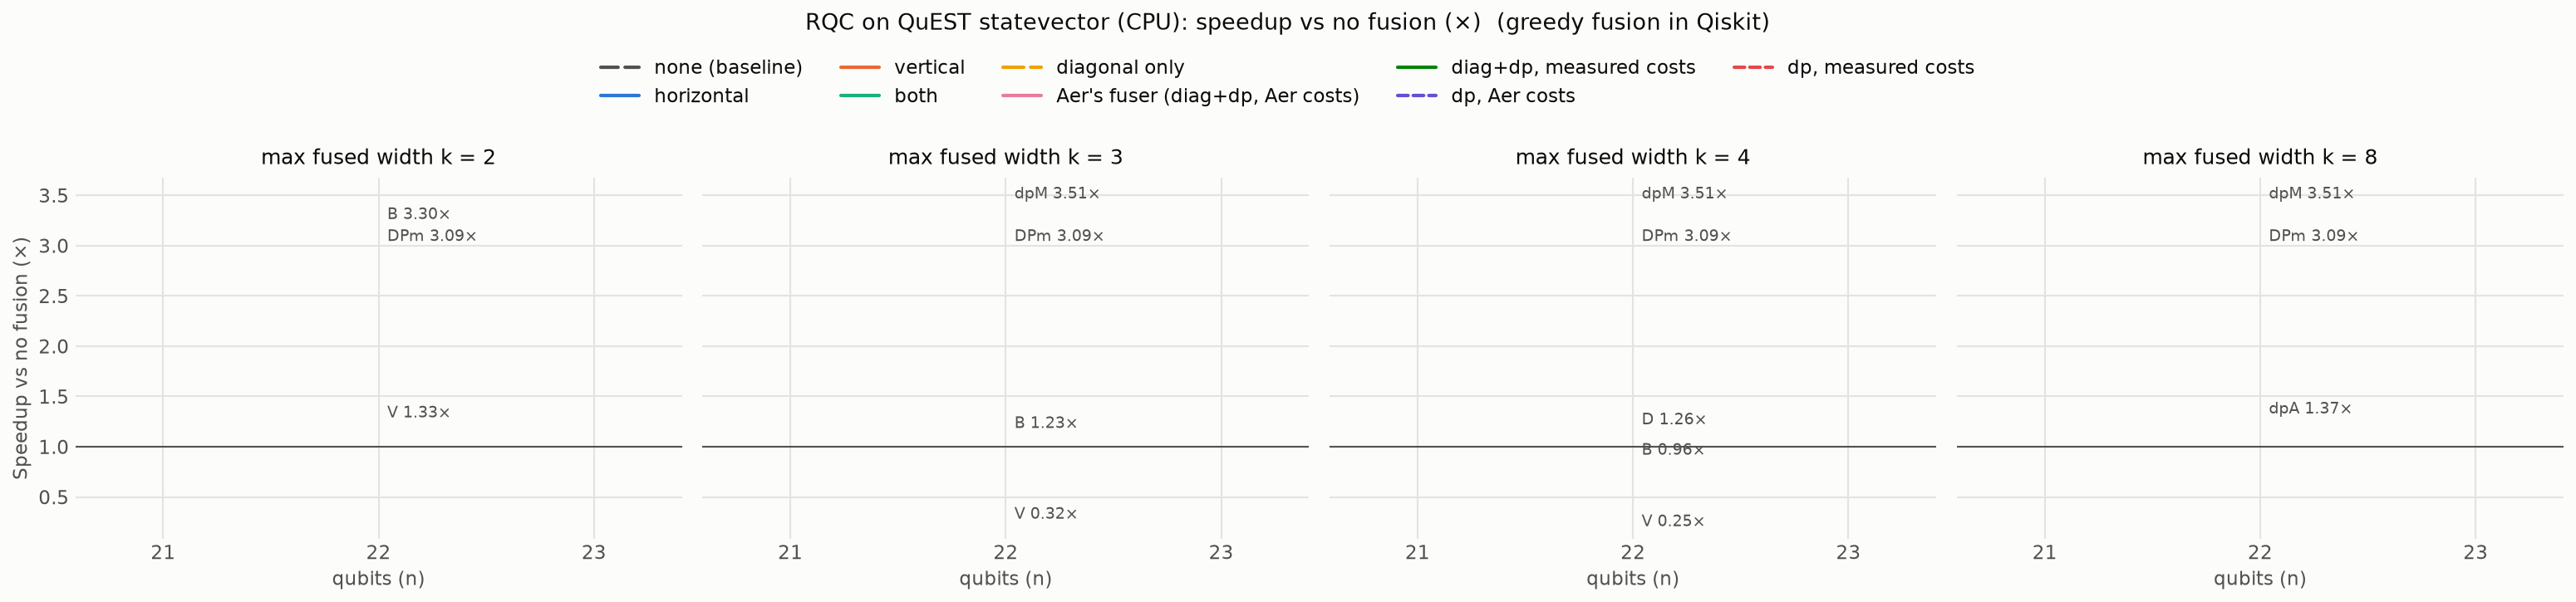 RQC on QuEST statevector (CPU): speedup vs no fusion (×)  (greedy fusion in Qiskit)
none (baseline)
horizontal
vertical
both
diagonal only
Aer's fuser (diag+dp, Aer costs)
diag+dp, measured costs
dp, Aer costs
dp, measured costs
Speedup vs no fusion (×)
3.5
3.0
2.5
2.0
1.5
1.0
0.5
max fused width k = 2
B 3.30×
DPm 3.09×
V 1.33×
21
22
23
qubits (n)
max fused width k = 3
dpM 3.51×
DPm 3.09×
B 1.23×
V 0.32×
21
22
23
qubits (n)
max fused width k = 4
dpM 3.51×
DPm 3.09×
D 1.26×
B 0.96×
V 0.25×
21
22
23
qubits (n)
max fused width k = 8
dpM 3.51×
DPm 3.09×
dpA 1.37×
21
22
23
qubits (n)